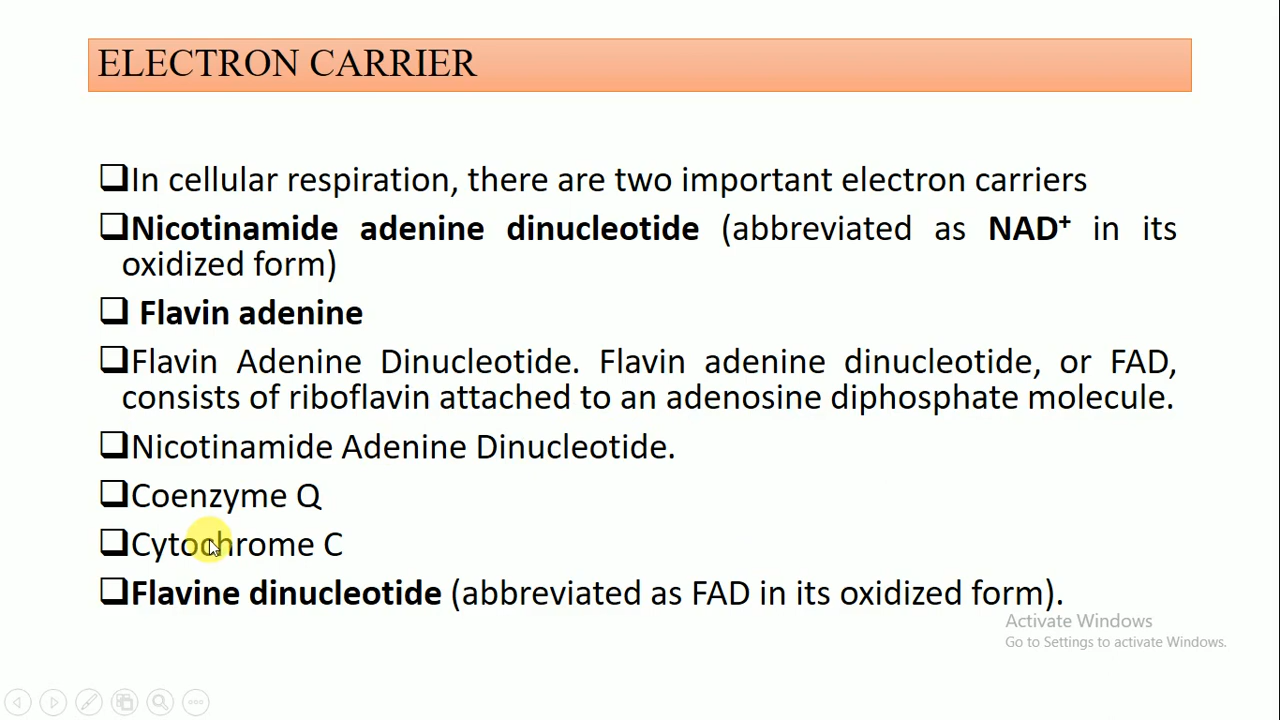 ELECTRON CARRIER
In cellular respiration, there are two important electron carriers
Nicotinamide adenine dinucleotide (abbreviated as NAD⁺ in its
oxidized form)
Flavin adenine
Flavin Adenine Dinucleotide. Flavin adenine dinucleotide, or FAD,
consists of riboflavin attached to an adenosine diphosphate molecule.
Nicotinamide Adenine Dinucleotide.
Coenzyme Q
Cytochrome C
Flavine dinucleotide (abbreviated as FAD in its oxidized form).
Activate Windows
Go to Settings to activate Windows.